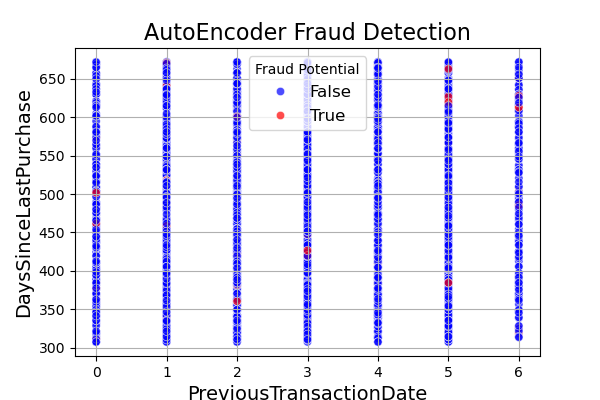 AutoEncoder Fraud Detection
DaysSinceLastPurchase
650
600
550
500
450
400
350
300
Fraud Potential
False
True
0 1 2 3 4 5 6
PreviousTransactionDate